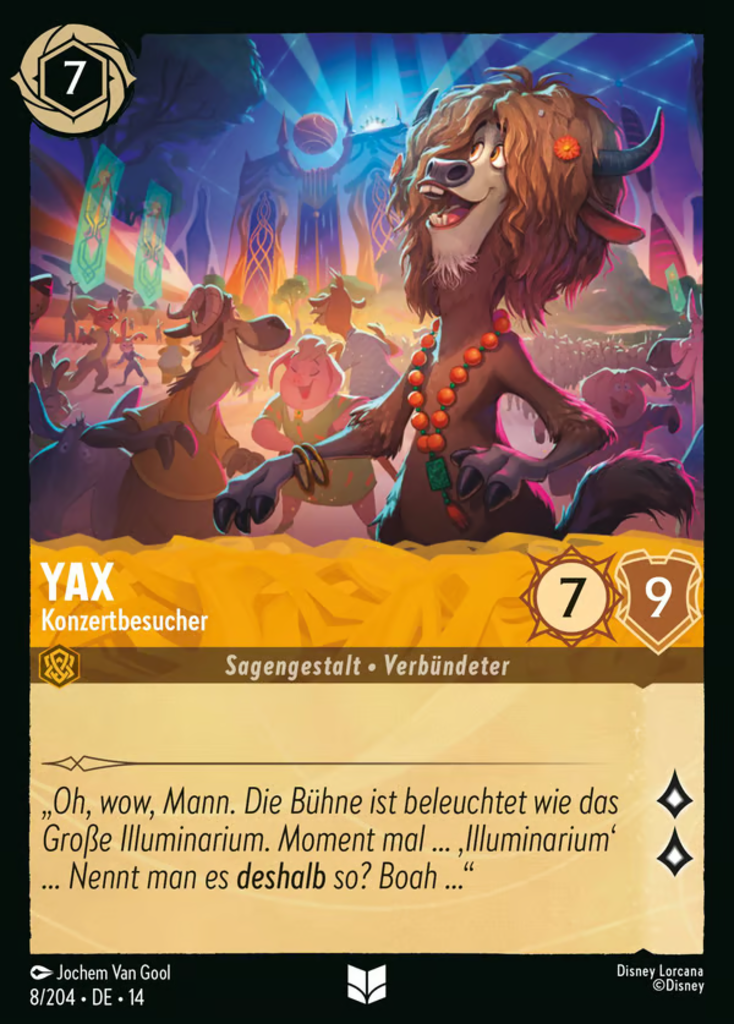 7
YAX
Konzertbesucher
7
9
Sagengestalt • Verbündeter
„Oh, wow, Mann. Die Bühne ist beleuchtet wie das
Große Illuminarium. Moment mal ... ‚Illuminarium‘
... Nennt man es deshalb so? Boah ...“
Jochem Van Gool
8/204 • DE • 14
Disney Lorcana
©Disney